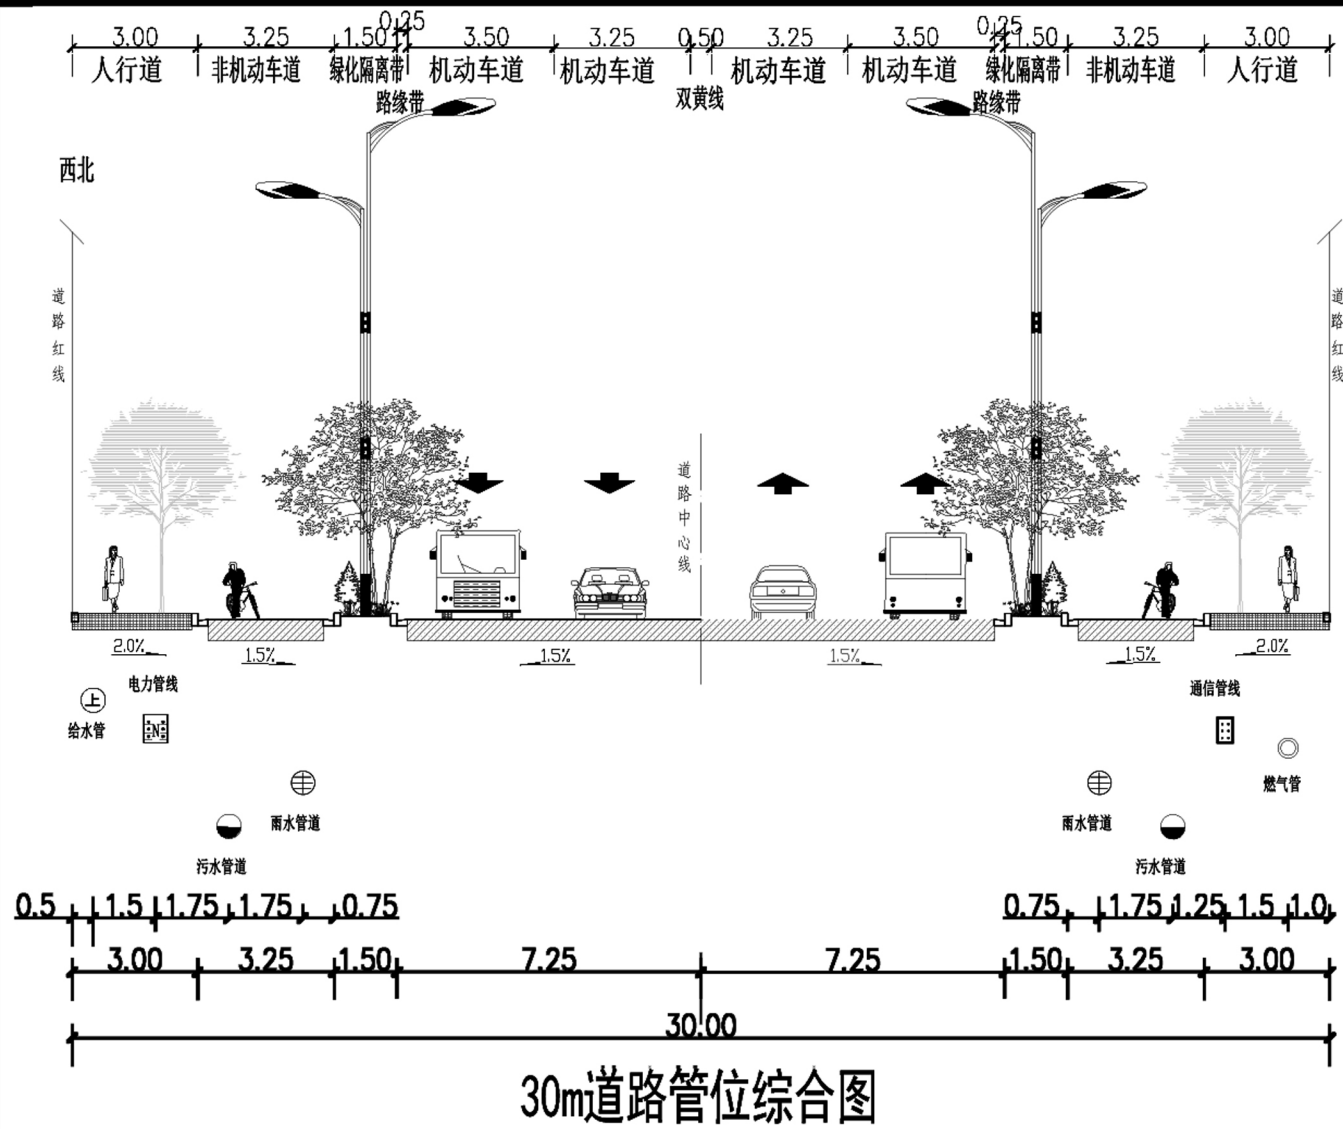 0.25 0.25
3.00 3.25 1.50 3.50 3.25 0.50 3.25 3.50 1.50 3.25 3.00
人行道 非机动车道 绿化隔离带 机动车道 机动车道 机动车道 机动车道 绿化隔离带 非机动车道 人行道
路缘带 双黄线 路缘带
西北
道路红线
道路红线
道路中心线
2.0% 1.5% 1.5% 1.5% 1.5% 2.0%
电力管线 通信管线
上
给水管 N
燃气管
雨水管道 雨水管道
污水管道 污水管道
0.5 1.5 1.75 1.75 0.75 0.75 1.75 1.25 1.5 1.0
3.00 3.25 1.50 7.25 7.25 1.50 3.25 3.00
30.00
30m道路管位综合图